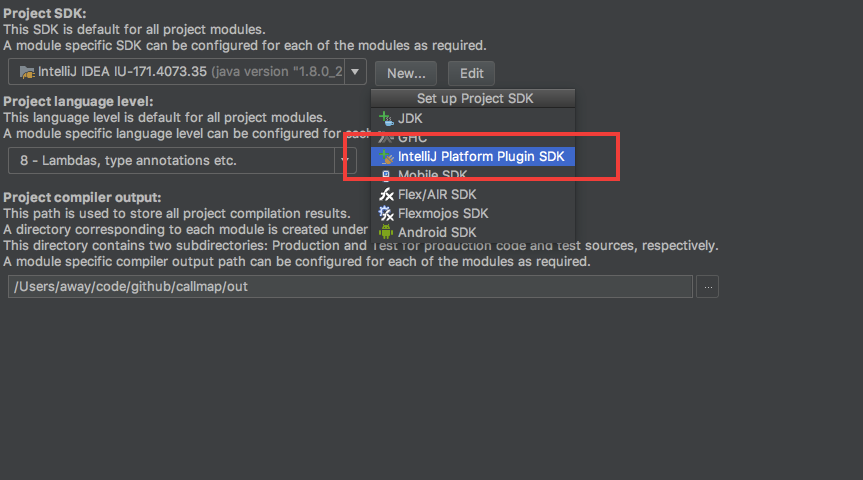 Project SDK:
This SDK is default for all project modules.
A module specific SDK can be configured for each of the modules as required.
IntelliJ IDEA IU-171.4073.35 (java version "1.8.0_2
New...
Edit
Set up Project SDK
JDK
GHC
IntelliJ Platform Plugin SDK
Mobile SDK
Flex/AIR SDK
Flexmojos SDK
Android SDK
Project language level:
This language level is default for all project modules.
A module specific language level can be configured for each
8 - Lambdas, type annotations etc.
Project compiler output:
This path is used to store all project compilation results.
A directory corresponding to each module is created under
This directory contains two subdirectories: Production and Test for production code and test sources, respectively.
A module specific compiler output path can be configured for each of the modules as required.
/Users/away/code/github/callmap/out
...